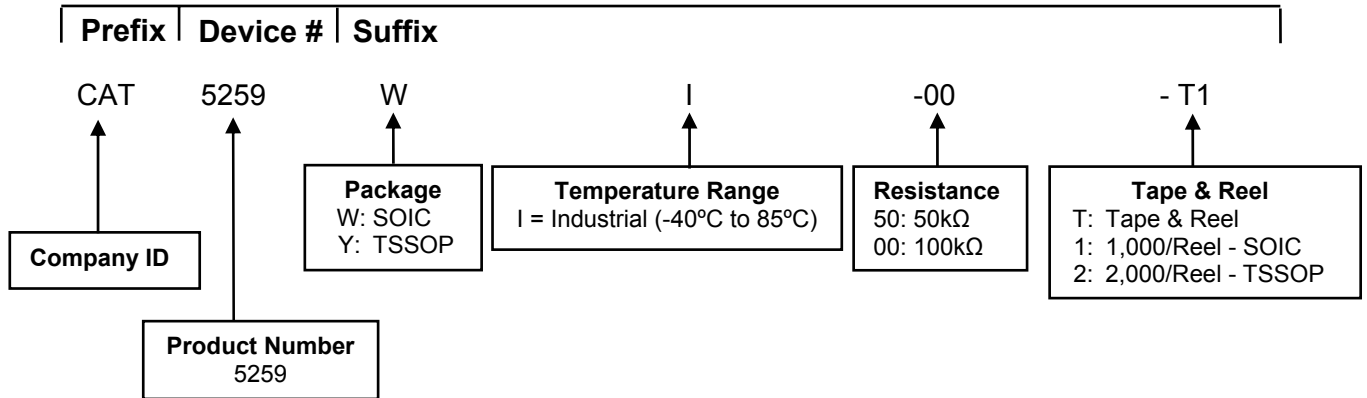 Prefix Device # Suffix
CAT 5259 W I -00 - T1
Package
W: SOIC
Y: TSSOP
Temperature Range
I = Industrial (-40ºC to 85ºC)
Resistance
50: 50kΩ
00: 100kΩ
Tape & Reel
T: Tape & Reel
1: 1,000/Reel - SOIC
2: 2,000/Reel - TSSOP
Company ID
Product Number
5259